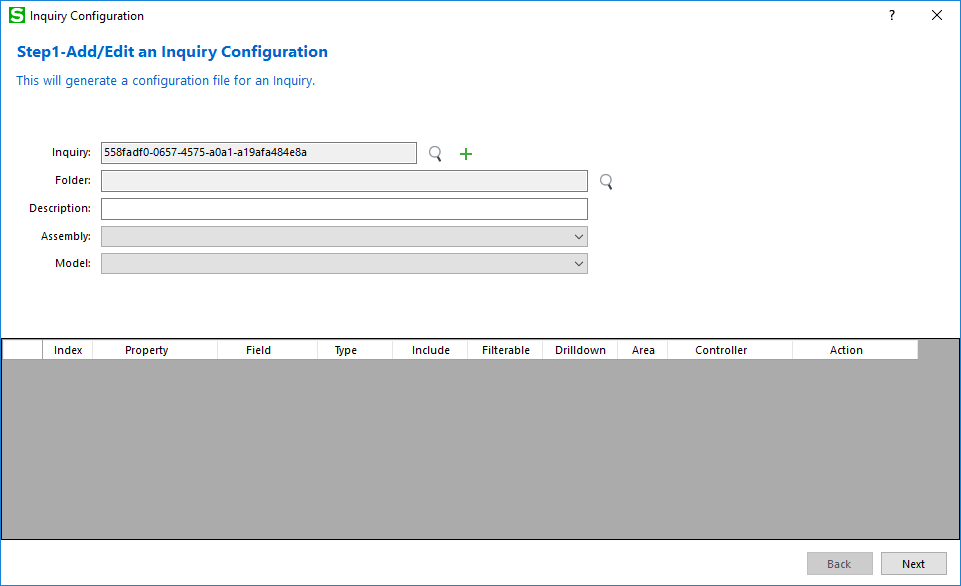 S Inquiry Configuration ?
Step1-Add/Edit an Inquiry Configuration
This will generate a configuration file for an Inquiry.
Inquiry: 558fadf0-0657-4575-a0a1-a19afa484e8a
Folder:
Description:
Assembly:
Model:
Index Property Field Type Include Filterable Drilldown Area Controller Action
Back Next